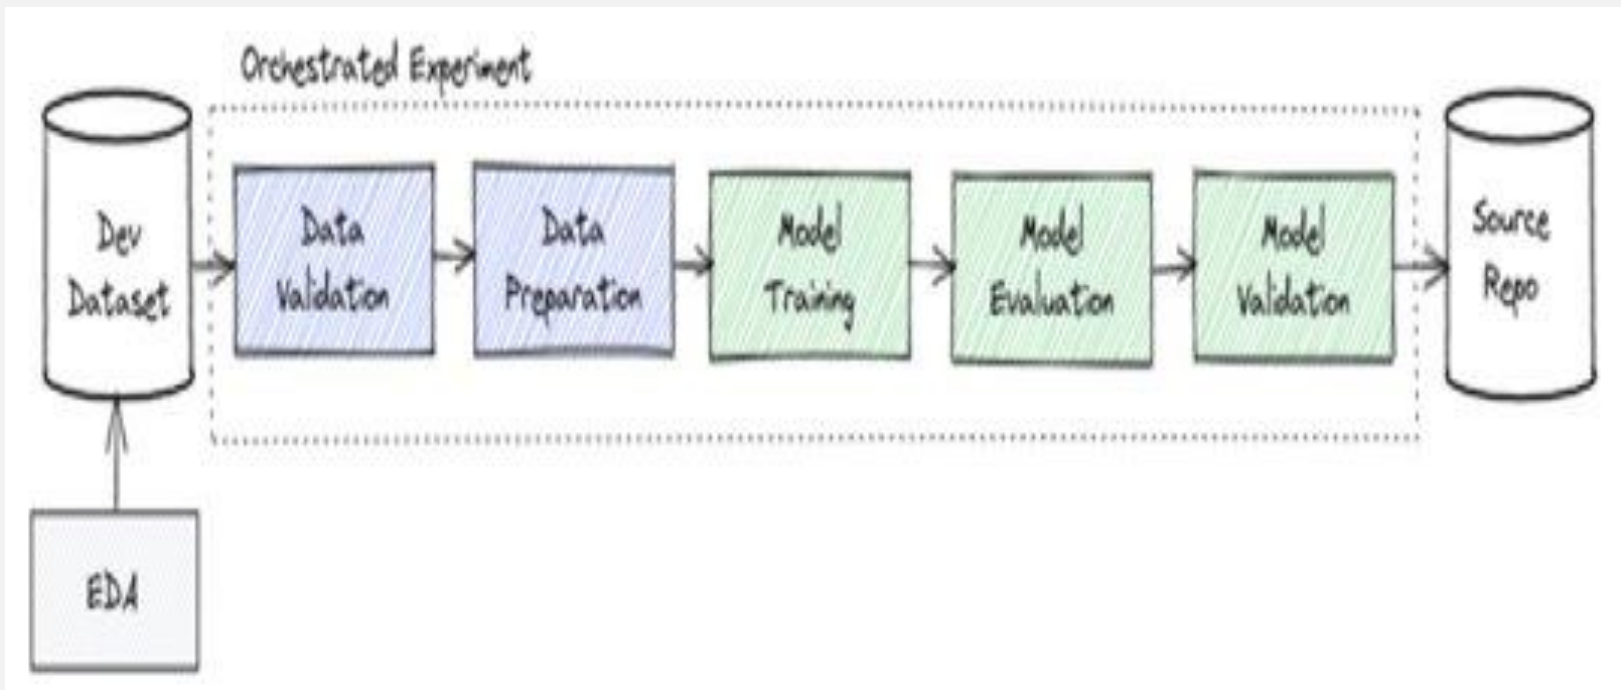 Orchestrated Experiment
Dev
Dataset
Data
Validation
Data
Preparation
Model
Training
Model
Evaluation
Model
Validation
Source
Repo
EDA